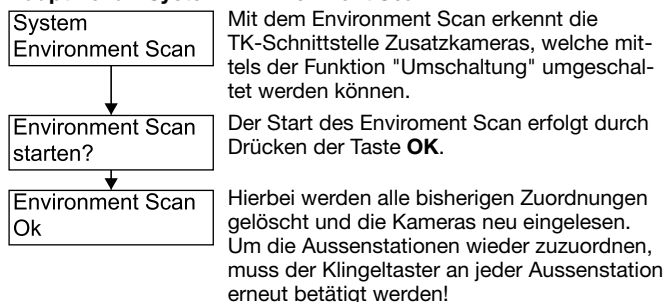 System
Environment Scan
Mit dem Environment Scan erkennt die
TK-Schnittstelle Zusatzkameras, welche mit-
tels der Funktion "Umschaltung" umgeschal-
tet werden können.
Environment Scan
starten?
Der Start des Enviroment Scan erfolgt durch
Drücken der Taste OK.
Environment Scan
Ok
Hierbei werden alle bisherigen Zuordnungen
gelöscht und die Kameras neu eingelesen.
Um die Aussenstationen wieder zuzuordnen,
muss der Klingeltaster an jeder Aussenstation
erneut betätigt werden!